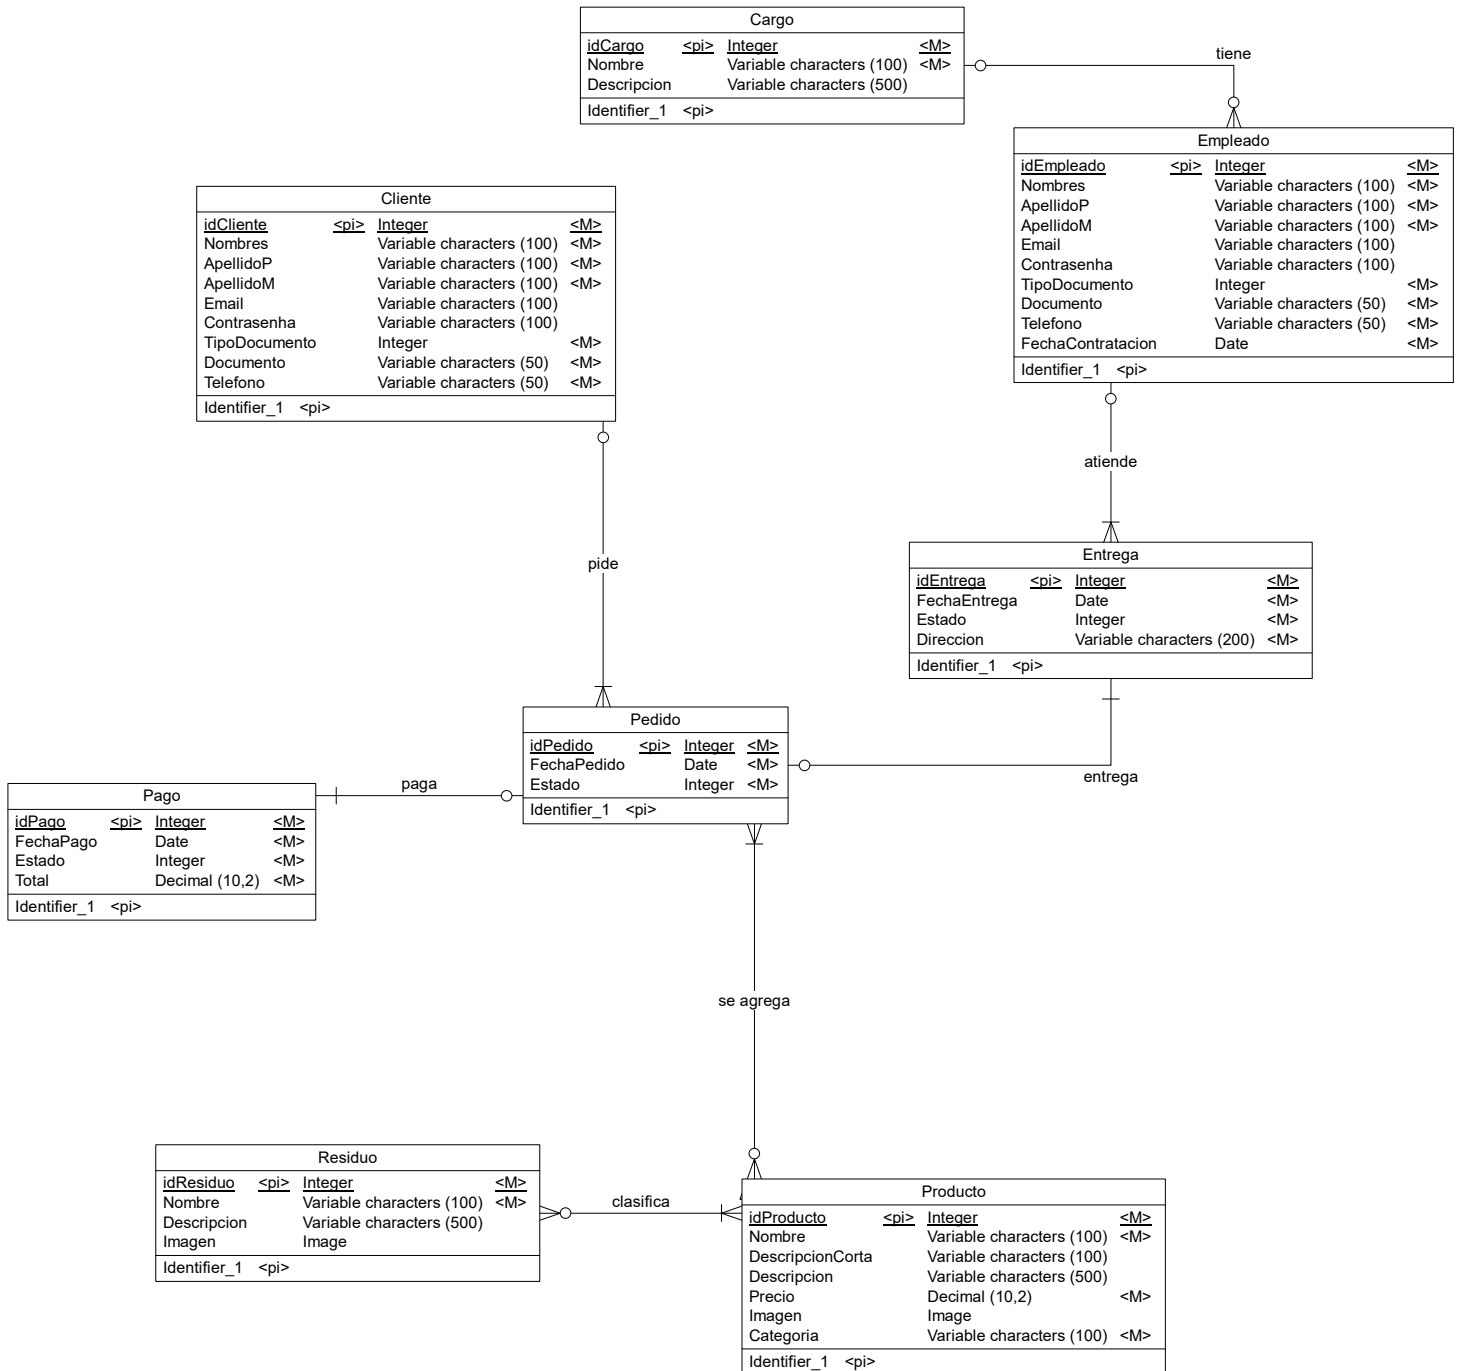 Cargo
idCargo <pi> Integer <M>
Nombre Variable characters (100) <M>
Descripcion Variable characters (500)
Identifier_1 <pi>
tiene
Empleado
idEmpleado <pi> Integer <M>
Nombres Variable characters (100) <M>
ApellidoP Variable characters (100) <M>
ApellidoM Variable characters (100) <M>
Email Variable characters (100)
Contrasenha Variable characters (100)
TipoDocumento Integer <M>
Documento Variable characters (50) <M>
Telefono Variable characters (50) <M>
FechaContratacion Date <M>
Identifier_1 <pi>
Cliente
idCliente <pi> Integer <M>
Nombres Variable characters (100) <M>
ApellidoP Variable characters (100) <M>
ApellidoM Variable characters (100) <M>
Email Variable characters (100)
Contrasenha Variable characters (100)
TipoDocumento Integer <M>
Documento Variable characters (50) <M>
Telefono Variable characters (50) <M>
Identifier_1 <pi>
atiende
pide
Entrega
idEntrega <pi> Integer <M>
FechaEntrega Date <M>
Estado Integer <M>
Direccion Variable characters (200) <M>
Identifier_1 <pi>
entrega
Pedido
idPedido <pi> Integer <M>
FechaPedido Date <M>
Estado Integer <M>
Identifier_1 <pi>
paga
Pago
idPago <pi> Integer <M>
FechaPago Date <M>
Estado Integer <M>
Total Decimal (10,2) <M>
Identifier_1 <pi>
se agrega
Residuo
idResiduo <pi> Integer <M>
Nombre Variable characters (100) <M>
Descripcion Variable characters (500)
Imagen Image
Identifier_1 <pi>
clasifica
Producto
idProducto <pi> Integer <M>
Nombre Variable characters (100) <M>
DescripcionCorta Variable characters (100)
Descripcion Variable characters (500)
Precio Decimal (10,2) <M>
Imagen Image
Categoria Variable characters (100) <M>
Identifier_1 <pi>